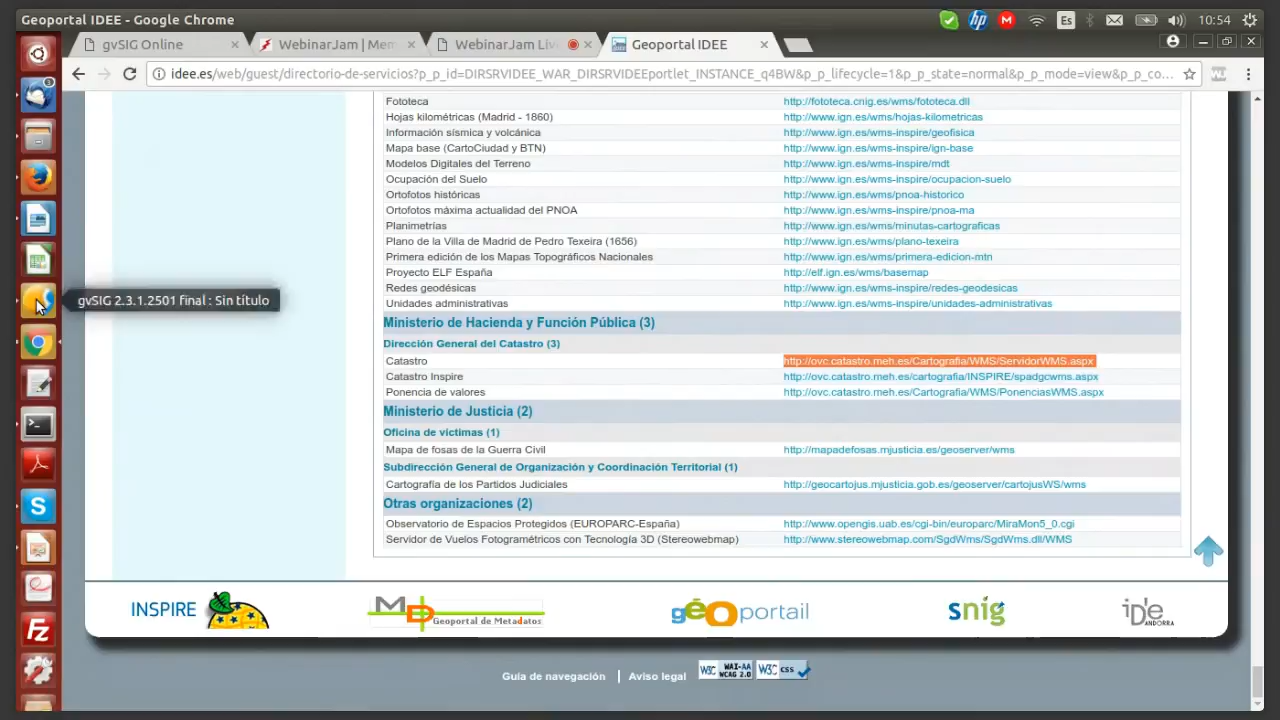 Geoportal IDEE - Google Chrome
Es
10:54
gvSIG Online
WebinarJam | Mem
WebinarJam Liv
Geoportal IDEE
idee.es/web/guest/directorio-de-servicios?p_p_id=DIRSRVIDEE_WAR_DIRSRVIDEEportlet_INSTANCE_q4BW&p_p_lifecycle=1&p_p_state=normal&p_p_mode=view&p_p_co...
Fototeca http://fototeca.cnig.es/wms/fototeca.dll
Hojas kilométricas (Madrid - 1860) http://www.ign.es/wms/hojas-kilometricas
Información sísmica y volcánica http://www.ign.es/wms-inspire/geofisica
Mapa base (CartoCiudad y BTN) http://www.ign.es/wms-inspire/ign-base
Modelos Digitales del Terreno http://www.ign.es/wms-inspire/mdt
Ocupación del Suelo http://www.ign.es/wms-inspire/ocupacion-suelo
Ortofotos históricas http://www.ign.es/wms/pnoa-historico
Ortofotos máxima actualidad del PNOA http://www.ign.es/wms-inspire/pnoa-ma
Planimetrías http://www.ign.es/wms/minutas-cartograficas
Plano de la Villa de Madrid de Pedro Texeira (1656) http://www.ign.es/wms/plano-texeira
Primera edición de los Mapas Topográficos Nacionales http://www.ign.es/wms/primera-edicion-mtn
Proyecto ELF España http://elf.ign.es/wms/basemap
Redes geodésicas http://www.ign.es/wms-inspire/redes-geodesicas
Unidades administrativas http://www.ign.es/wms-inspire/unidades-administrativas
gvSIG 2.3.1.2501 final : Sin título
Ministerio de Hacienda y Función Pública (3)
Dirección General del Catastro (3)
Catastro http://ovc.catastro.meh.es/Cartografia/WMS/ServidorWMS.aspx
Catastro Inspire http://ovc.catastro.meh.es/cartografia/INSPIRE/spadgcwms.aspx
Ponencia de valores http://ovc.catastro.meh.es/Cartografia/WMS/PonenciasWMS.aspx
Ministerio de Justicia (2)
Oficina de víctimas (1)
Mapa de fosas de la Guerra Civil http://mapadefosas.mjusticia.es/geoserver/wms
Subdirección General de Organización y Coordinación Territorial (1)
Cartografía de los Partidos Judiciales http://geocartojus.mjusticia.gob.es/geoserver/cartojusWS/wms
Otras organizaciones (2)
Observatorio de Espacios Protegidos (EUROPARC-España) http://www.opengis.uab.es/cgi-bin/europarc/MiraMon5_0.cgi
Servidor de Vuelos Fotogramétricos con Tecnología 3D (Stereowebmap) http://www.stereowebmap.com/SgdWms/SgdWms.dll/WMS
INSPIRE
MD Geoportal de Metadatos
géoportail
snig
ide ANDORRA
Guía de navegación | Aviso legal
W3C WAI-AA WCAG 2.0
W3C css